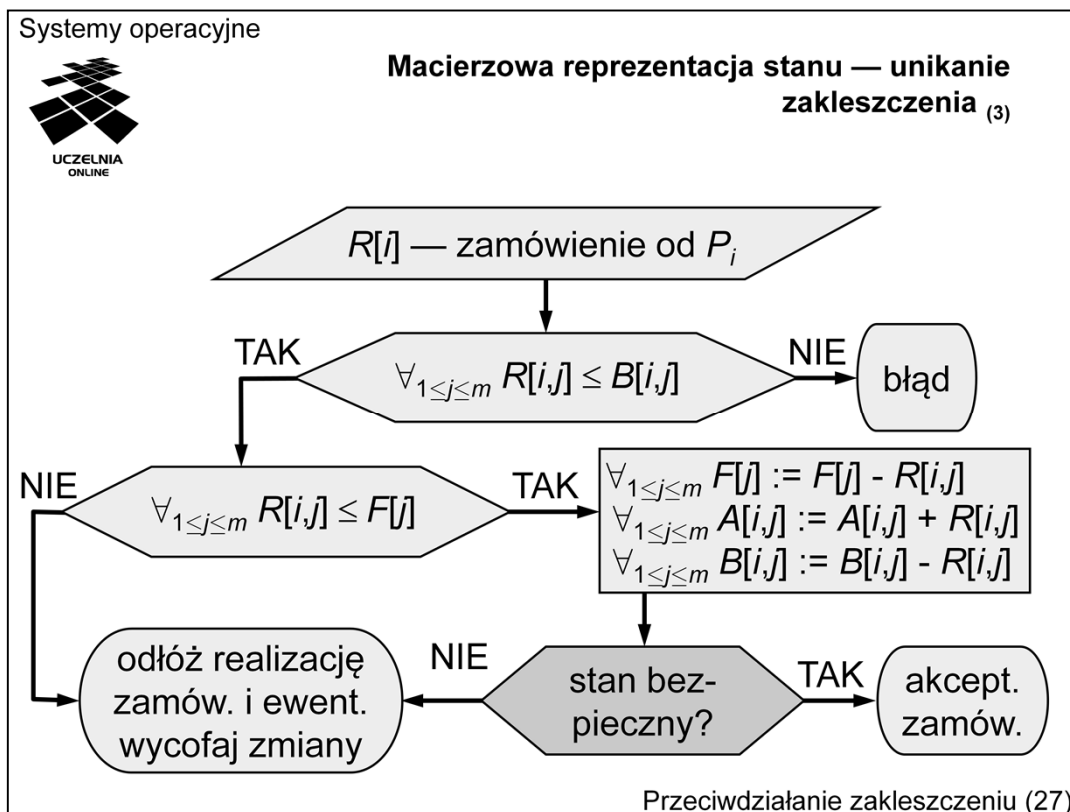 Systemy operacyjne
Macierzowa reprezentacja stanu — unikanie
zakleszczenia (3)
UCZELNIA
ONLINE
R[i] — zamówienie od Pᵢ
TAK
∀₁≤j≤m R[i,j] ≤ B[i,j]
NIE
błąd
NIE
∀₁≤j≤m R[i,j] ≤ F[j]
TAK
∀₁≤j≤m F[j] := F[j] - R[i,j]
∀₁≤j≤m A[i,j] := A[i,j] + R[i,j]
∀₁≤j≤m B[i,j] := B[i,j] - R[i,j]
odłóż realizację
zamów. i ewent.
wycofaj zmiany
NIE
stan bez-
pieczny?
TAK
akcept.
zamów.
Przeciwdziałanie zakleszczeniu (27)